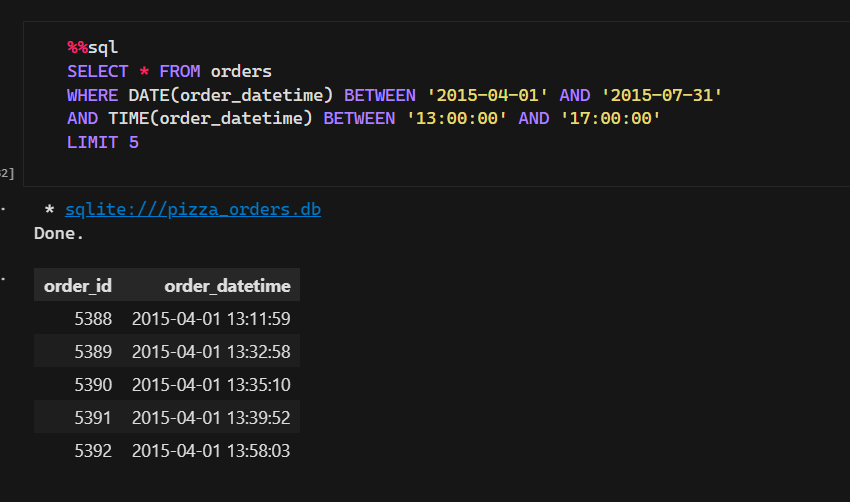 %%sql
SELECT * FROM orders
WHERE DATE(order_datetime) BETWEEN '2015-04-01' AND '2015-07-31'
AND TIME(order_datetime) BETWEEN '13:00:00' AND '17:00:00'
LIMIT 5
2]
* sqlite:///pizza_orders.db
Done.
order_id order_datetime
5388 2015-04-01 13:11:59
5389 2015-04-01 13:32:58
5390 2015-04-01 13:35:10
5391 2015-04-01 13:39:52
5392 2015-04-01 13:58:03